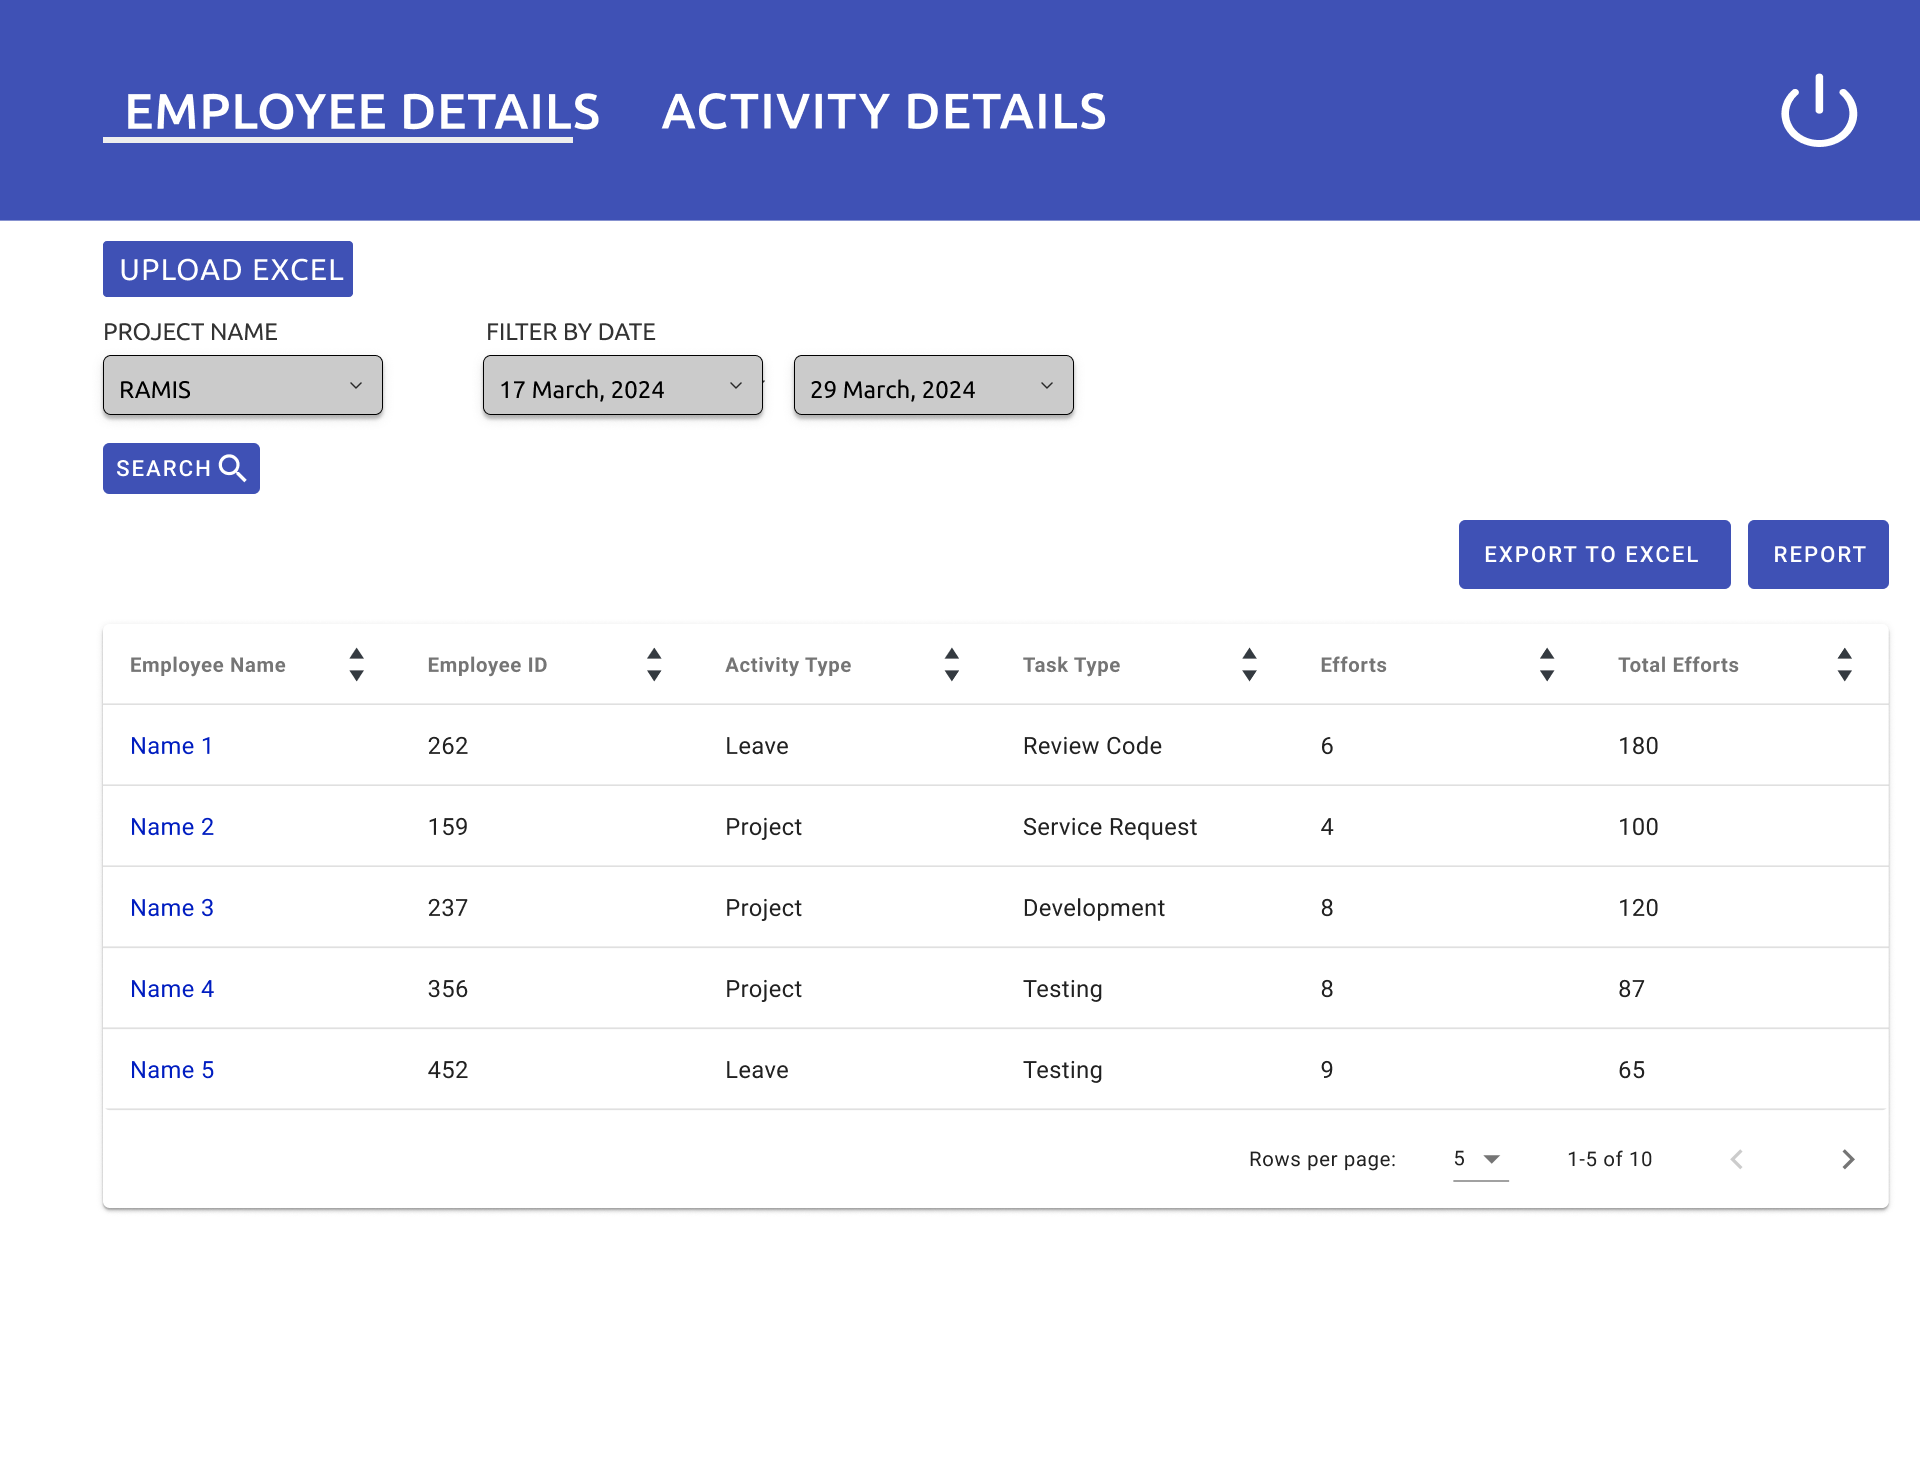 EMPLOYEE DETAILS ACTIVITY DETAILS
UPLOAD EXCEL
PROJECT NAME FILTER BY DATE
RAMIS 17 March, 2024 29 March, 2024
SEARCH
EXPORT TO EXCEL REPORT
Employee Name Employee ID Activity Type Task Type Efforts Total Efforts
Name 1 262 Leave Review Code 6 180
Name 2 159 Project Service Request 4 100
Name 3 237 Project Development 8 120
Name 4 356 Project Testing 8 87
Name 5 452 Leave Testing 9 65
Rows per page: 5 1-5 of 10